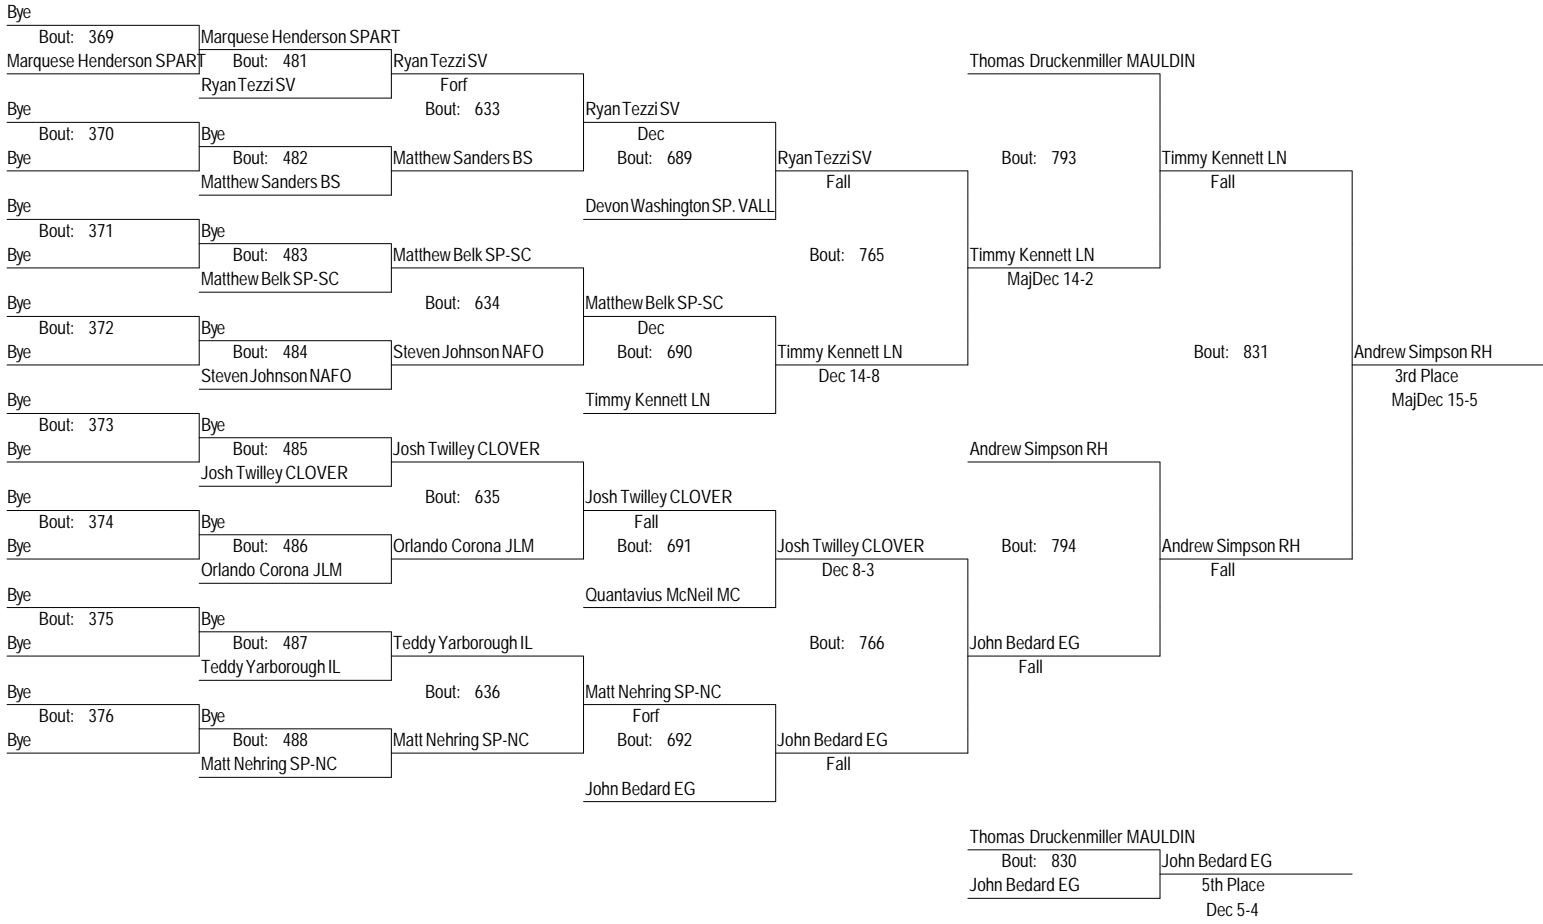 Bye
Bout: 369
Marquese Henderson SPART
Bye
Bout: 370
Bye
Bye
Bout: 371
Bye
Bye
Bout: 372
Bye
Bye
Bout: 373
Bye
Bye
Bout: 374
Bye
Bye
Bout: 375
Bye
Bye
Bout: 376
Bye
Marquese Henderson SPART
Bout: 481
Ryan Tezzi SV
Bye
Bout: 482
Matthew Sanders BS
Bye
Bout: 483
Matthew Belk SP-SC
Bye
Bout: 484
Steven Johnson NAFO
Bye
Bout: 485
Josh Twilley CLOVER
Bye
Bout: 486
Orlando Corona JLM
Bye
Bout: 487
Teddy Yarborough IL
Bye
Bout: 488
Matt Nehring SP-NC
Ryan Tezzi SV
Forf
Bout: 633
Matthew Sanders BS
Matthew Belk SP-SC
Bout: 634
Steven Johnson NAFO
Josh Twilley CLOVER
Bout: 635
Orlando Corona JLM
Teddy Yarborough IL
Bout: 636
Matt Nehring SP-NC
Ryan Tezzi SV
Dec
Bout: 689
Devon Washington SP. VALL
Matthew Belk SP-SC
Dec
Bout: 690
Timmy Kennett LN
Josh Twilley CLOVER
Fall
Bout: 691
Quantavius McNeil MC
Matt Nehring SP-NC
Forf
Bout: 692
John Bedard EG
Ryan Tezzi SV
Fall
Bout: 765
Timmy Kennett LN
Dec 14-8
Josh Twilley CLOVER
Dec 8-3
Bout: 766
John Bedard EG
Fall
Thomas Druckenmiller MAULDIN
Bout: 793
Timmy Kennett LN
MajDec 14-2
Andrew Simpson RH
Bout: 794
John Bedard EG
Fall
Timmy Kennett LN
Fall
Bout: 831
Andrew Simpson RH
Fall
Andrew Simpson RH
3rd Place
MajDec 15-5
Thomas Druckenmiller MAULDIN
Bout: 830
John Bedard EG
John Bedard EG
5th Place
Dec 5-4